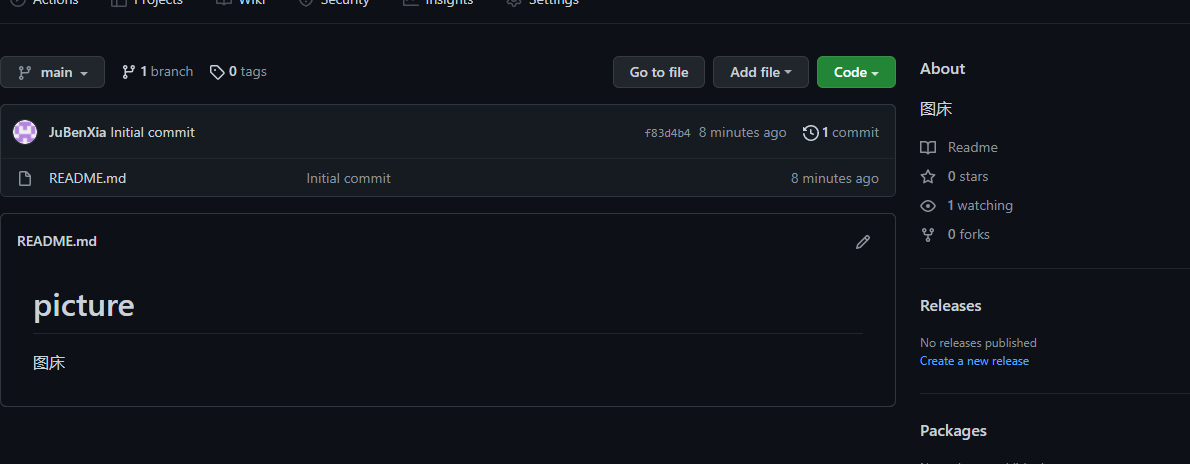 Actions Projects Wiki Security Insights Settings
main 1 branch 0 tags Go to file Add file Code
JuBenXia Initial commit f83d4b4 8 minutes ago 1 commit
README.md Initial commit 8 minutes ago
README.md
picture
图床
About
图床
Readme
0 stars
1 watching
0 forks
Releases
No releases published
Create a new release
Packages